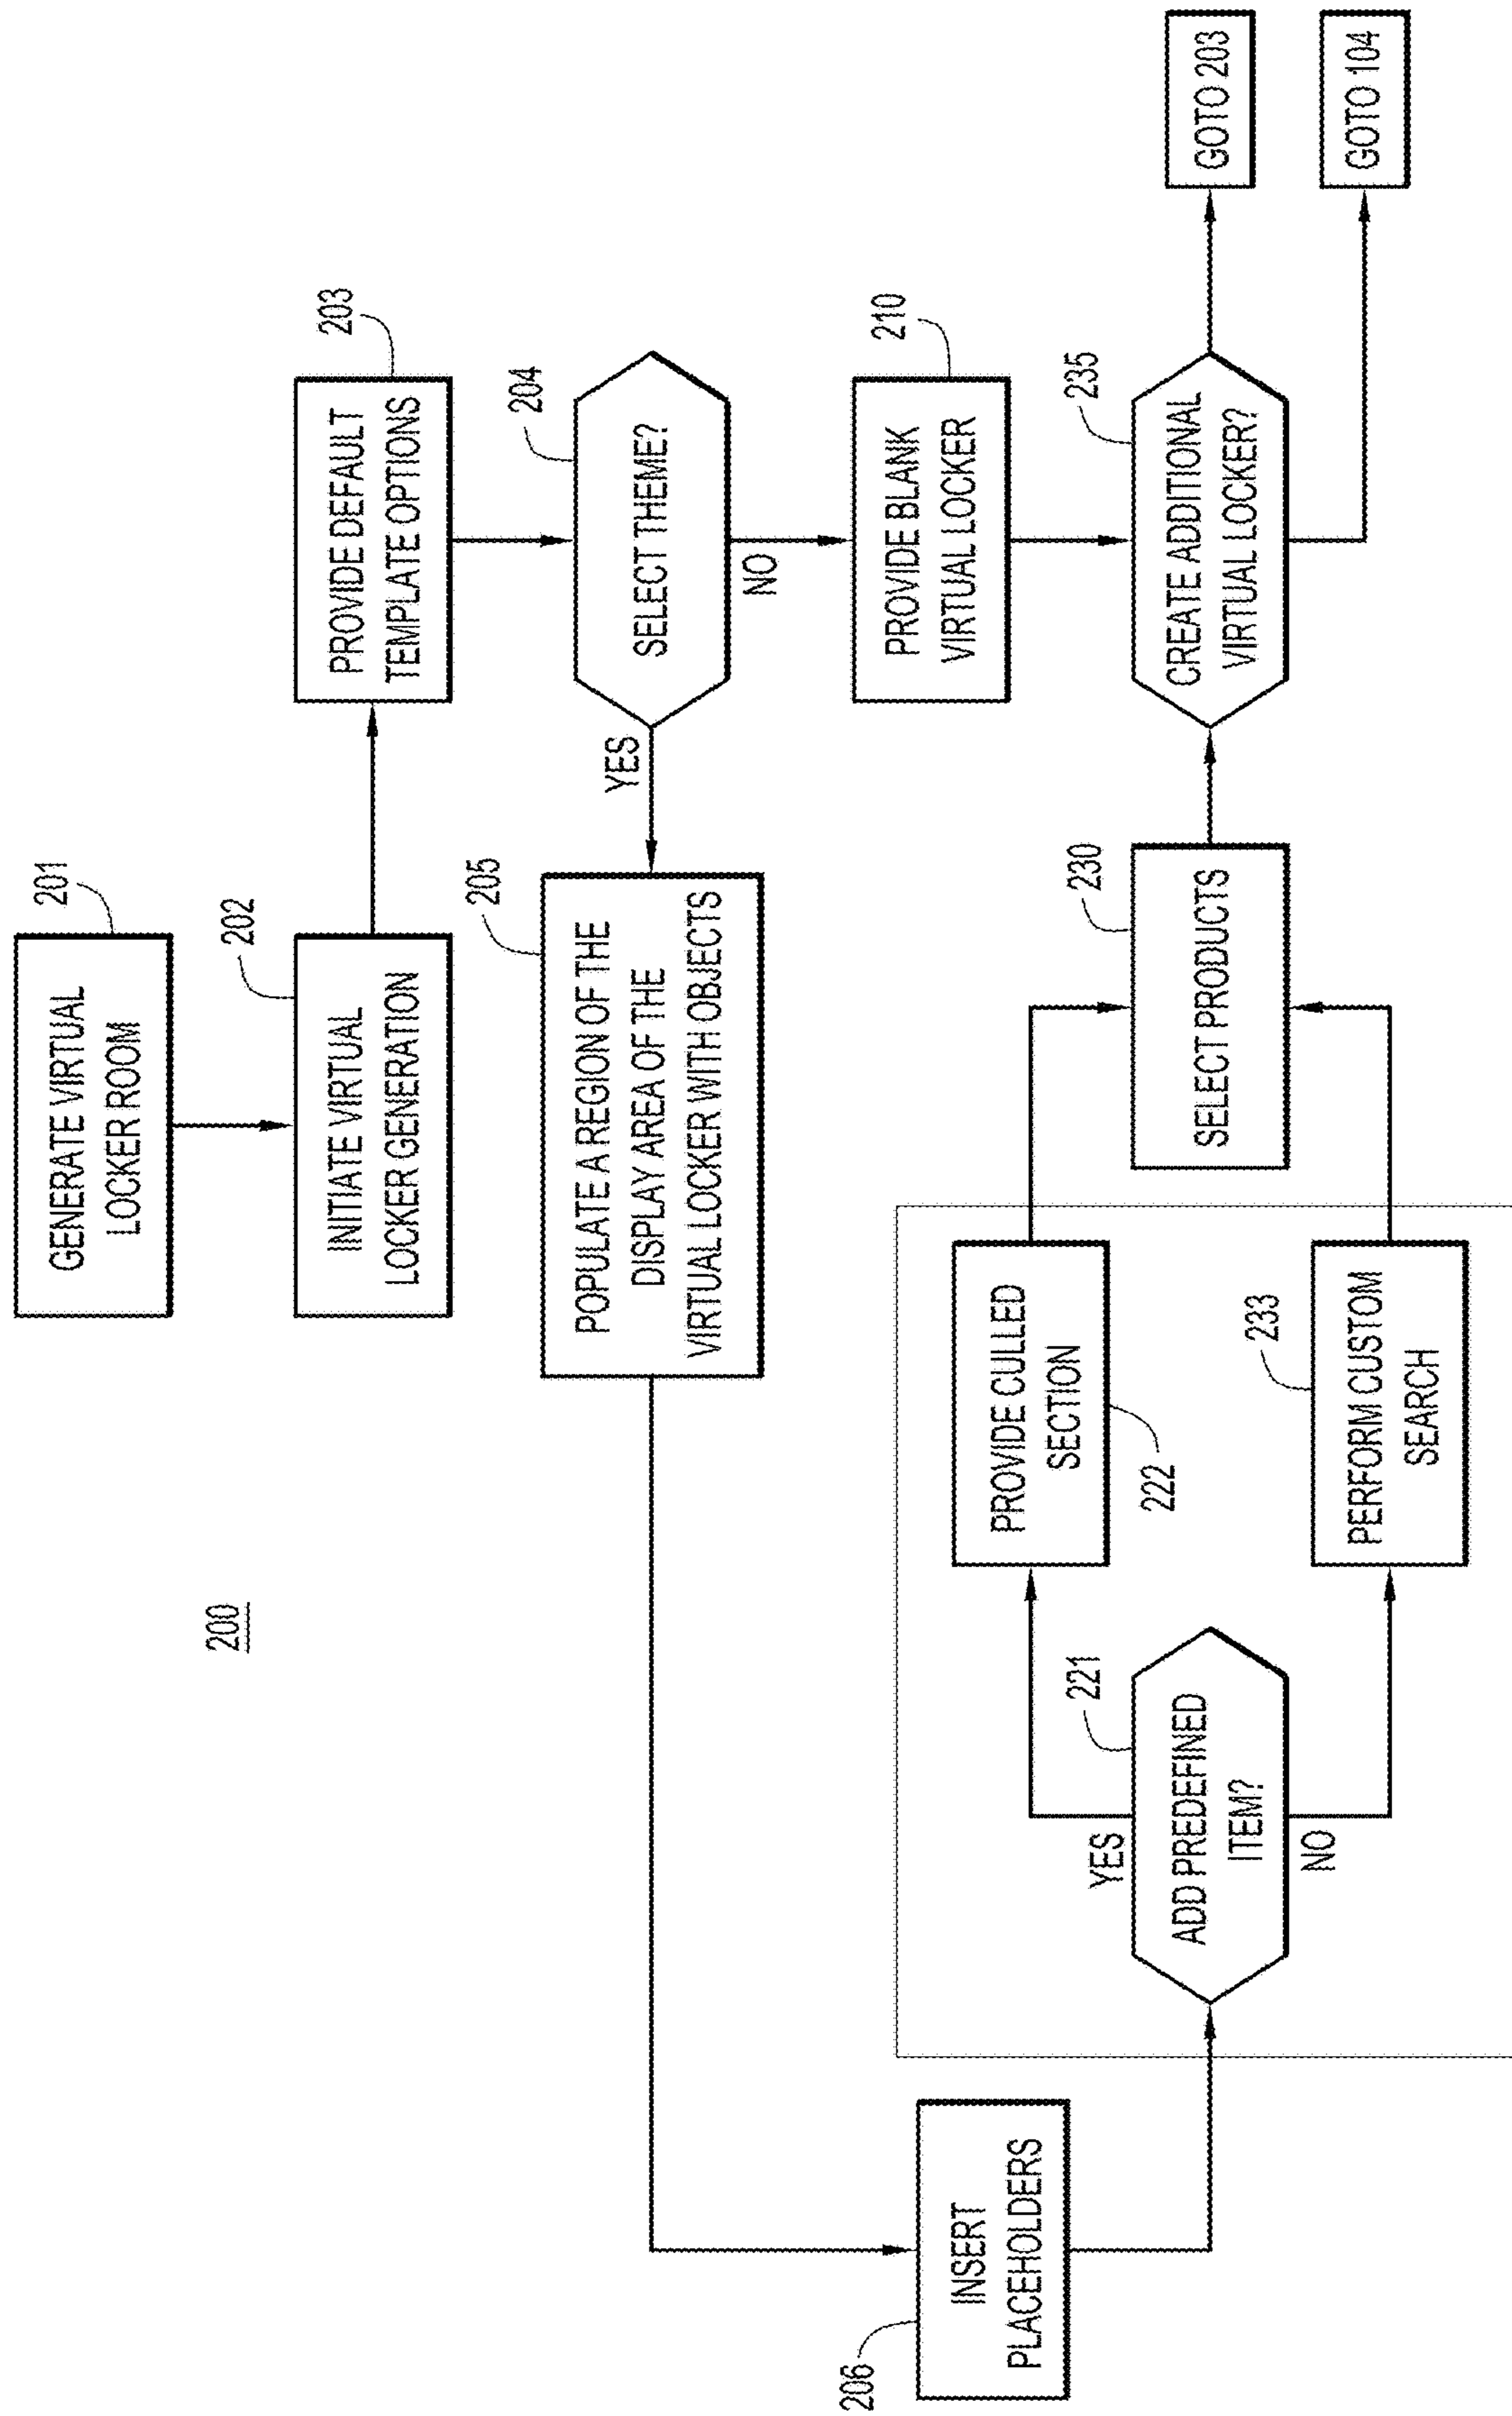 200
GENERATE VIRTUAL
LOCKER ROOM
201
INITIATE VIRTUAL
LOCKER GENERATION
202
PROVIDE DEFAULT
TEMPLATE OPTIONS
203
SELECT THEME?
204
YES
NO
POPULATE A REGION OF THE
DISPLAY AREA OF THE
VIRTUAL LOCKER WITH OBJECTS
205
PROVIDE BLANK
VIRTUAL LOCKER
210
INSERT
PLACEHOLDERS
206
ADD PREDEFINED
ITEM?
221
YES
NO
PROVIDE CULLED
SECTION
222
PERFORM CUSTOM
SEARCH
233
SELECT PRODUCTS
230
CREATE ADDITIONAL
VIRTUAL LOCKER?
235
GOTO 203
GOTO 104